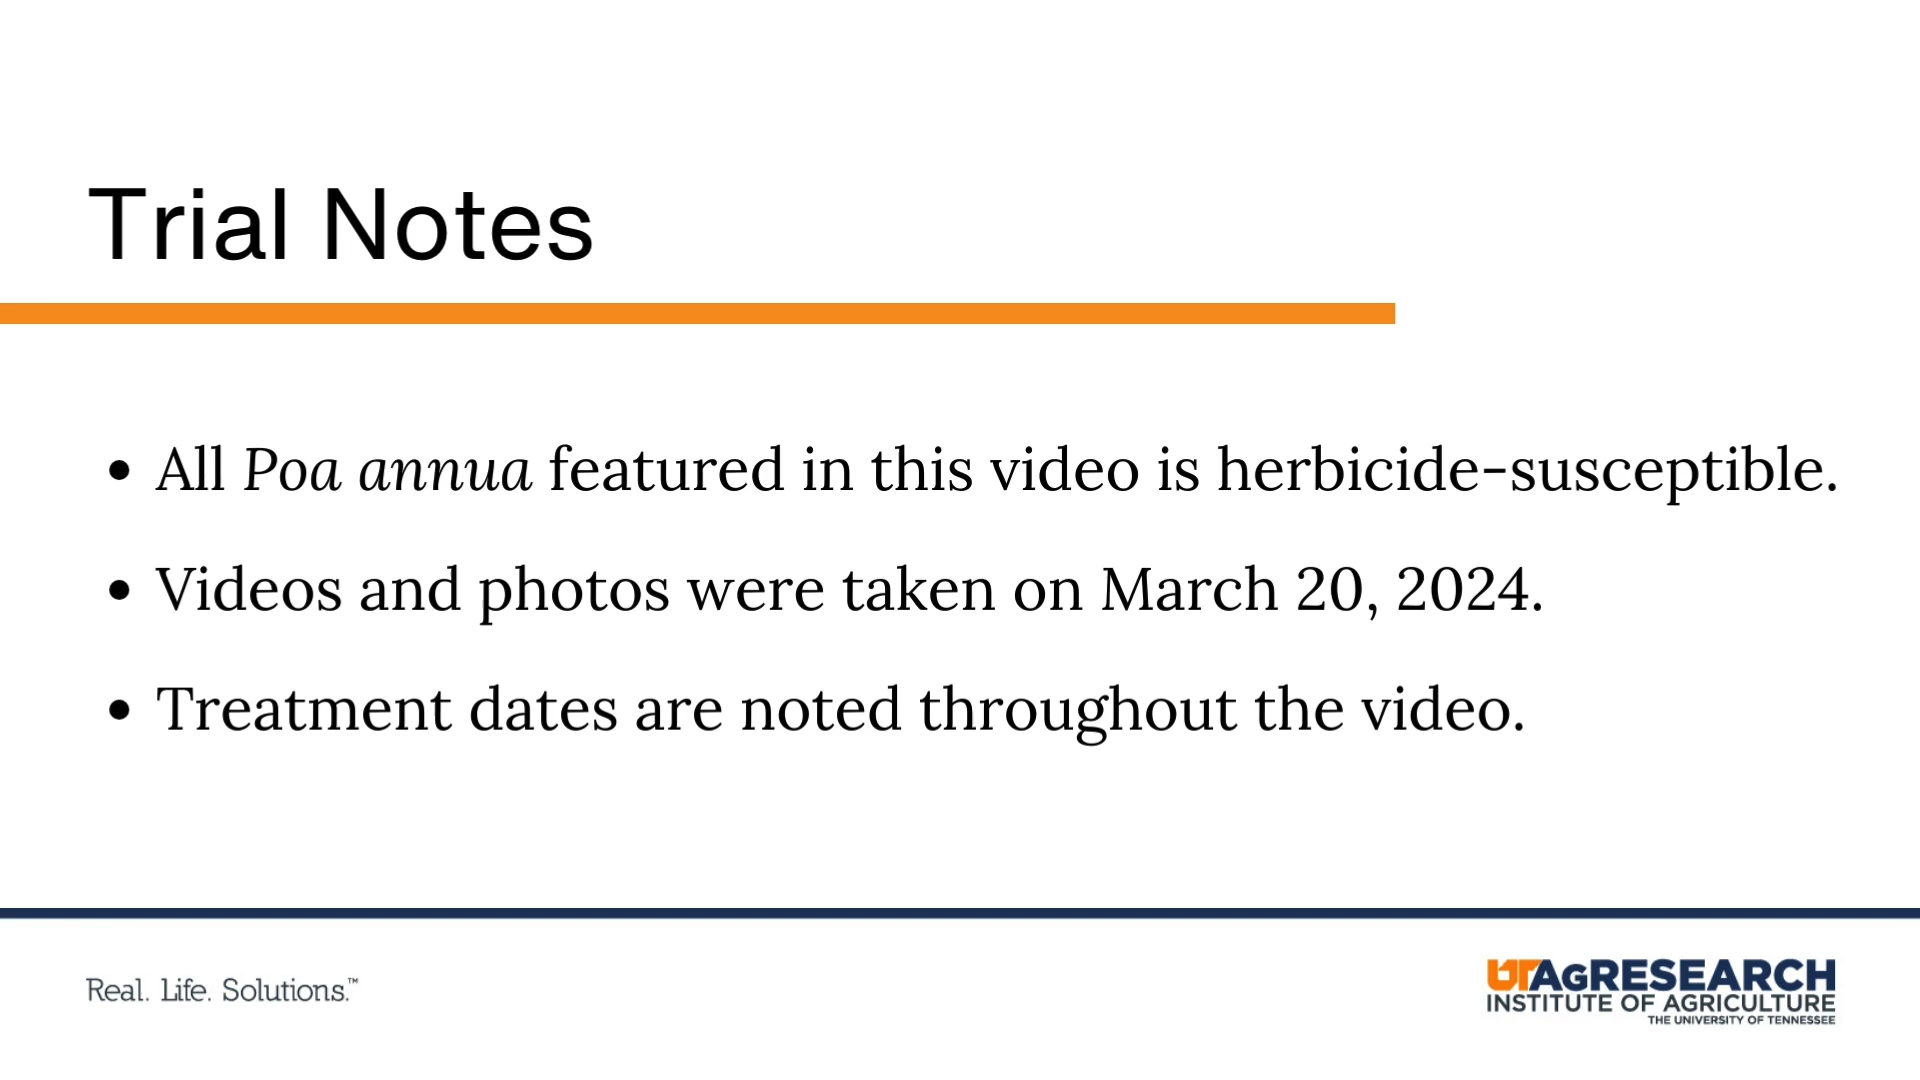 Trial Notes
• All Poa annua featured in this video is herbicide-susceptible.
• Videos and photos were taken on March 20, 2024.
• Treatment dates are noted throughout the video.
Real. Life. Solutions.™
UT AGRESEARCH
INSTITUTE OF AGRICULTURE
THE UNIVERSITY OF TENNESSEE